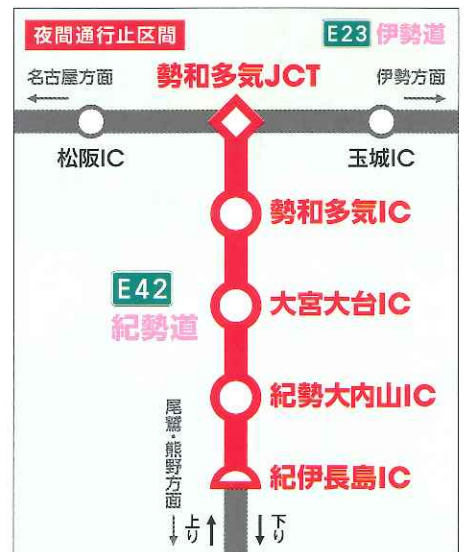 夜間通行止区間
E23 伊勢道
名古屋方面
勢和多気JCT
伊勢方面
松阪IC
玉城IC
勢和多気IC
E42
紀勢道
大宮大台IC
紀勢大内山IC
尾鷲・熊野方面
紀伊長島IC
上り
下り